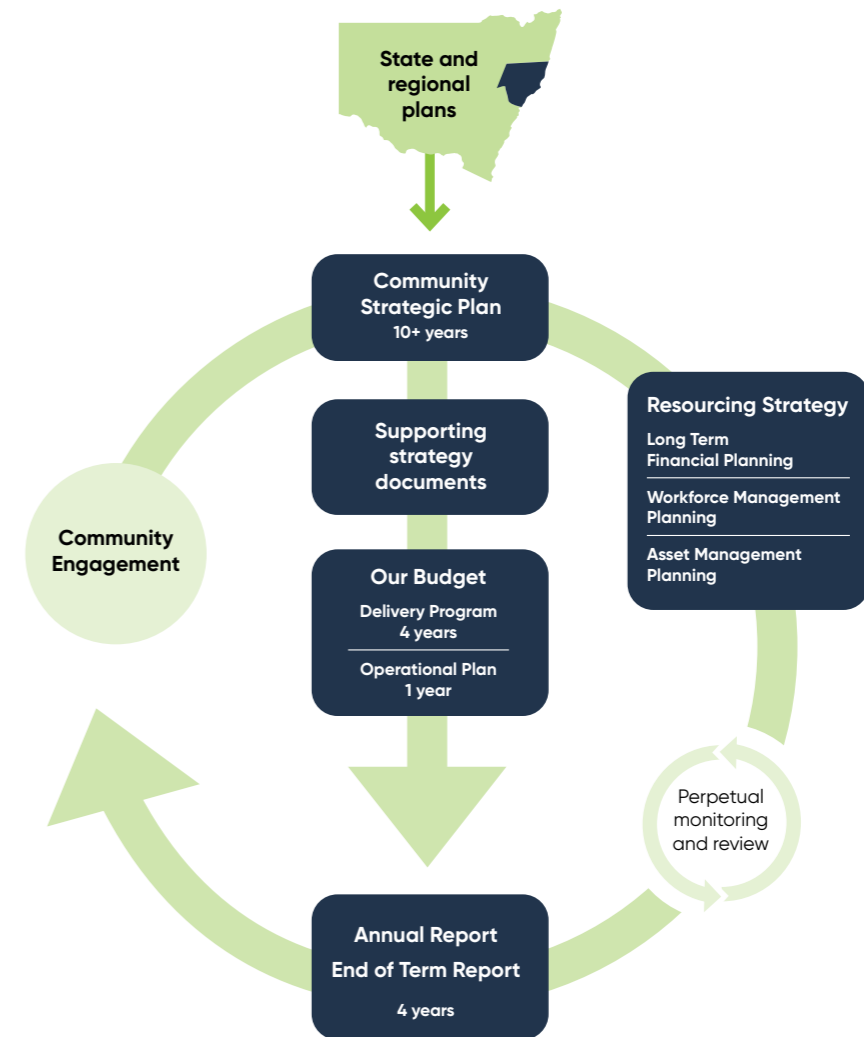 State and
regional
plans
Community
Strategic Plan
10+ years
Supporting
strategy
documents
Our Budget
Delivery Program
4 years
Operational Plan
1 year
Resourcing Strategy
Long Term
Financial Planning
Workforce Management
Planning
Asset Management
Planning
Community
Engagement
Perpetual
monitoring
and review
Annual Report
End of Term Report
4 years